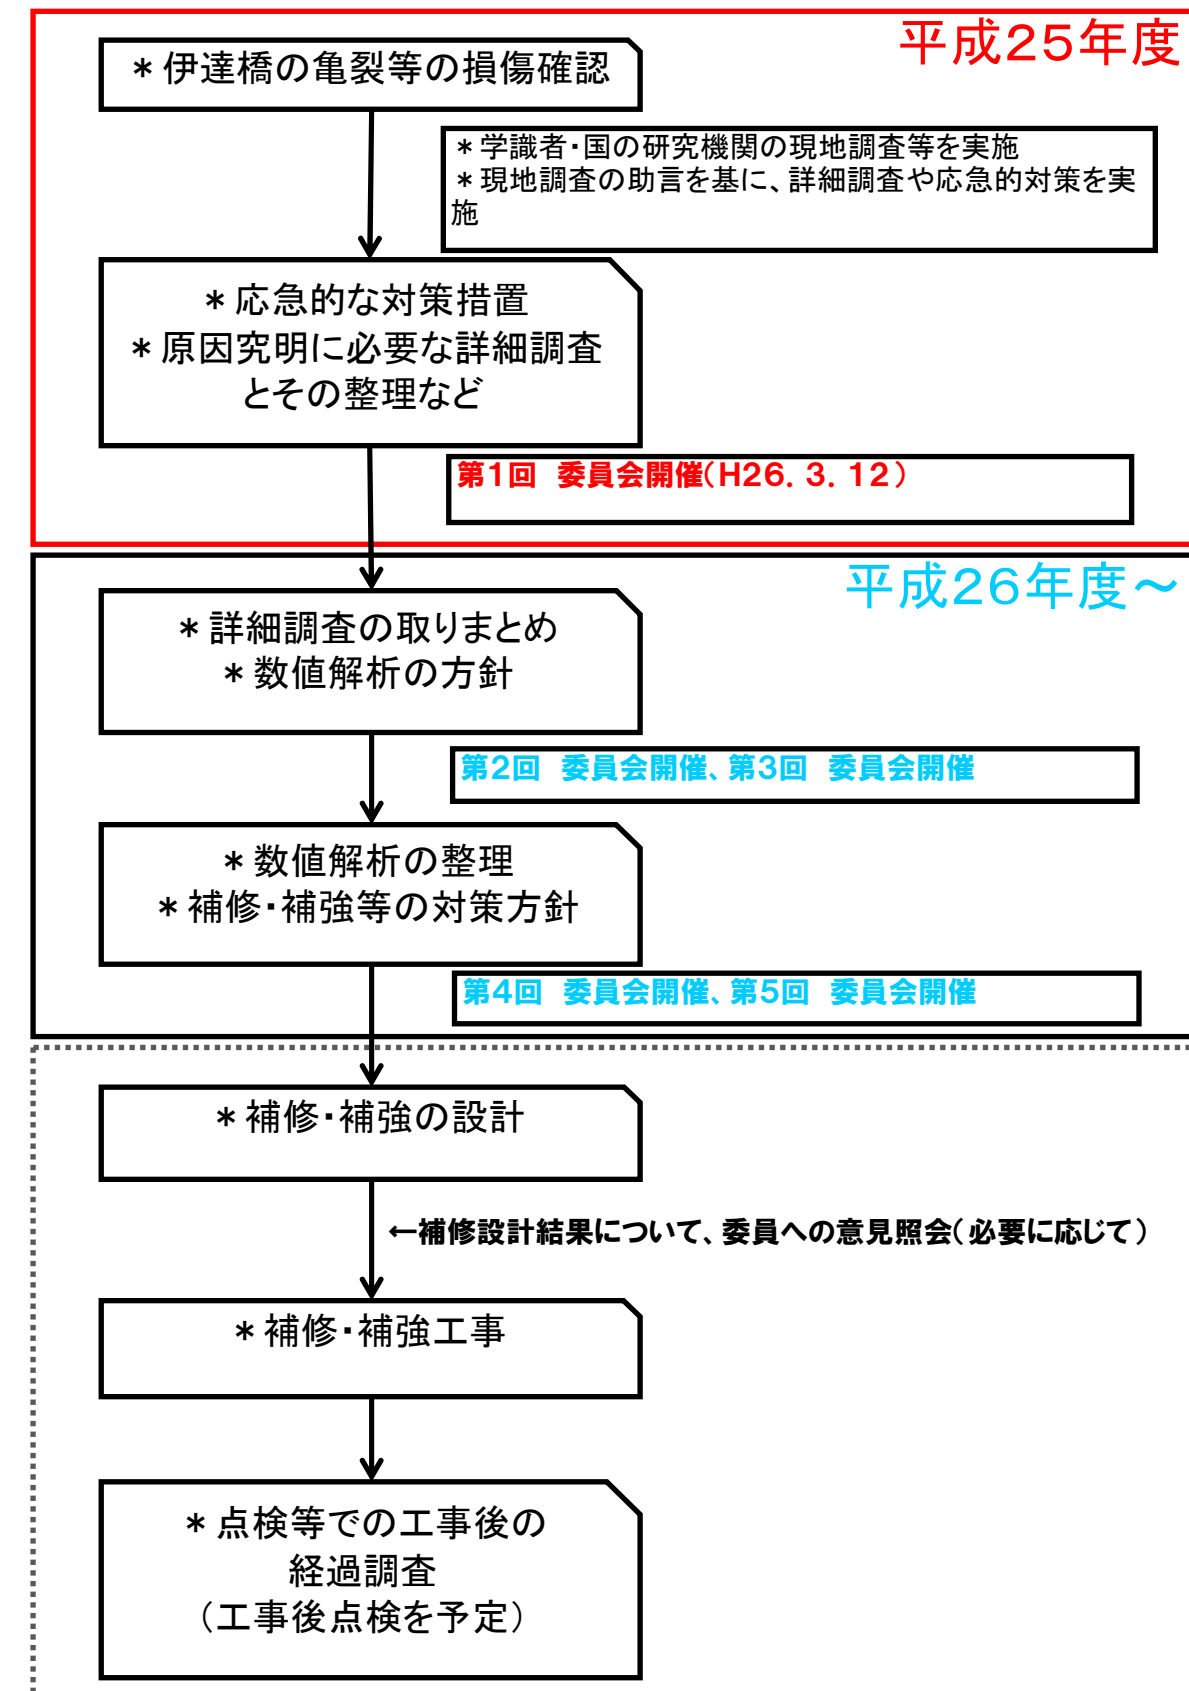 平成25年度
＊伊達橋の亀裂等の損傷確認
＊学識者・国の研究機関の現地調査等を実施
＊現地調査の助言を基に、詳細調査や応急的対策を実
施
＊応急的な対策措置
＊原因究明に必要な詳細調査
とその整理など
第1回　委員会開催(H26.3.12)
平成26年度～
＊詳細調査の取りまとめ
＊数値解析の方針
第2回　委員会開催、第3回　委員会開催
＊数値解析の整理
＊補修・補強等の対策方針
第4回　委員会開催、第5回　委員会開催
＊補修・補強の設計
←補修設計結果について、委員への意見照会(必要に応じて)
＊補修・補強工事
＊点検等での工事後の
経過調査
(工事後点検を予定)